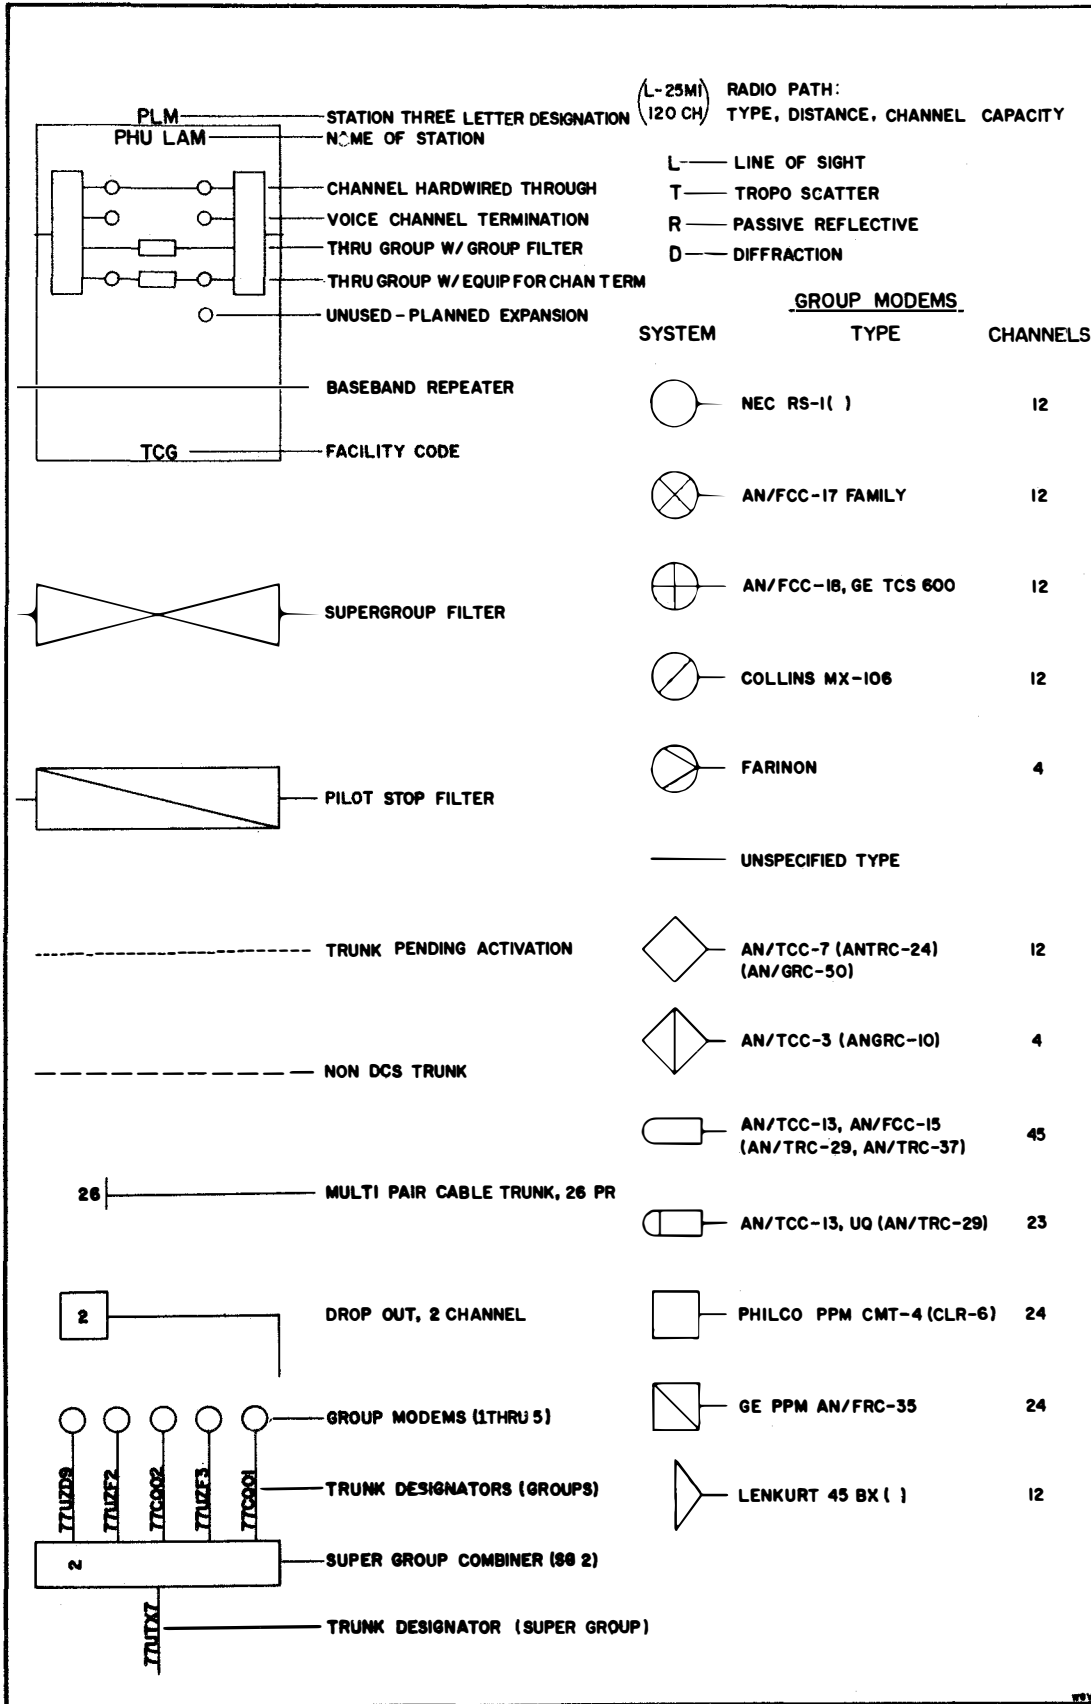 PLM
STATION THREE LETTER DESIGNATION
PHU LAM
NAME OF STATION
CHANNEL HARDWIRED THROUGH
VOICE CHANNEL TERMINATION
THRU GROUP W/ GROUP FILTER
THRU GROUP W/ EQUIP FOR CHAN TERM
UNUSED-PLANNED EXPANSION
BASEBAND REPEATER
TCG
FACILITY CODE
SUPERGROUP FILTER
PILOT STOP FILTER
TRUNK PENDING ACTIVATION
NON DCS TRUNK
26
MULTI PAIR CABLE TRUNK, 26 PR
2
DROP OUT, 2 CHANNEL
GROUP MODEMS (1 THRU 5)
77UZD9
77UZF2
77CQ02
77UZF3
77CQ01
TRUNK DESIGNATORS (GROUPS)
2
SUPER GROUP COMBINER (SG 2)
77UTX7
TRUNK DESIGNATOR (SUPER GROUP)
(L-25MI
120 CH)
RADIO PATH:
TYPE, DISTANCE, CHANNEL CAPACITY
L LINE OF SIGHT
T TROPO SCATTER
R PASSIVE REFLECTIVE
D DIFFRACTION
GROUP MODEMS
SYSTEM TYPE CHANNELS
NEC RS-1( ) 12
AN/FCC-17 FAMILY 12
AN/FCC-18, GE TCS 600 12
COLLINS MX-106 12
FARINON 4
UNSPECIFIED TYPE
AN/TCC-7 (ANTRC-24) 12
(AN/GRC-50)
AN/TCC-3 (ANGRC-10) 4
AN/TCC-13, AN/FCC-15 45
(AN/TRC-29, AN/TRC-37)
AN/TCC-13, UQ (AN/TRC-29) 23
PHILCO PPM CMT-4 (CLR-6) 24
GE PPM AN/FRC-35 24
LENKURT 45 BX ( ) 12